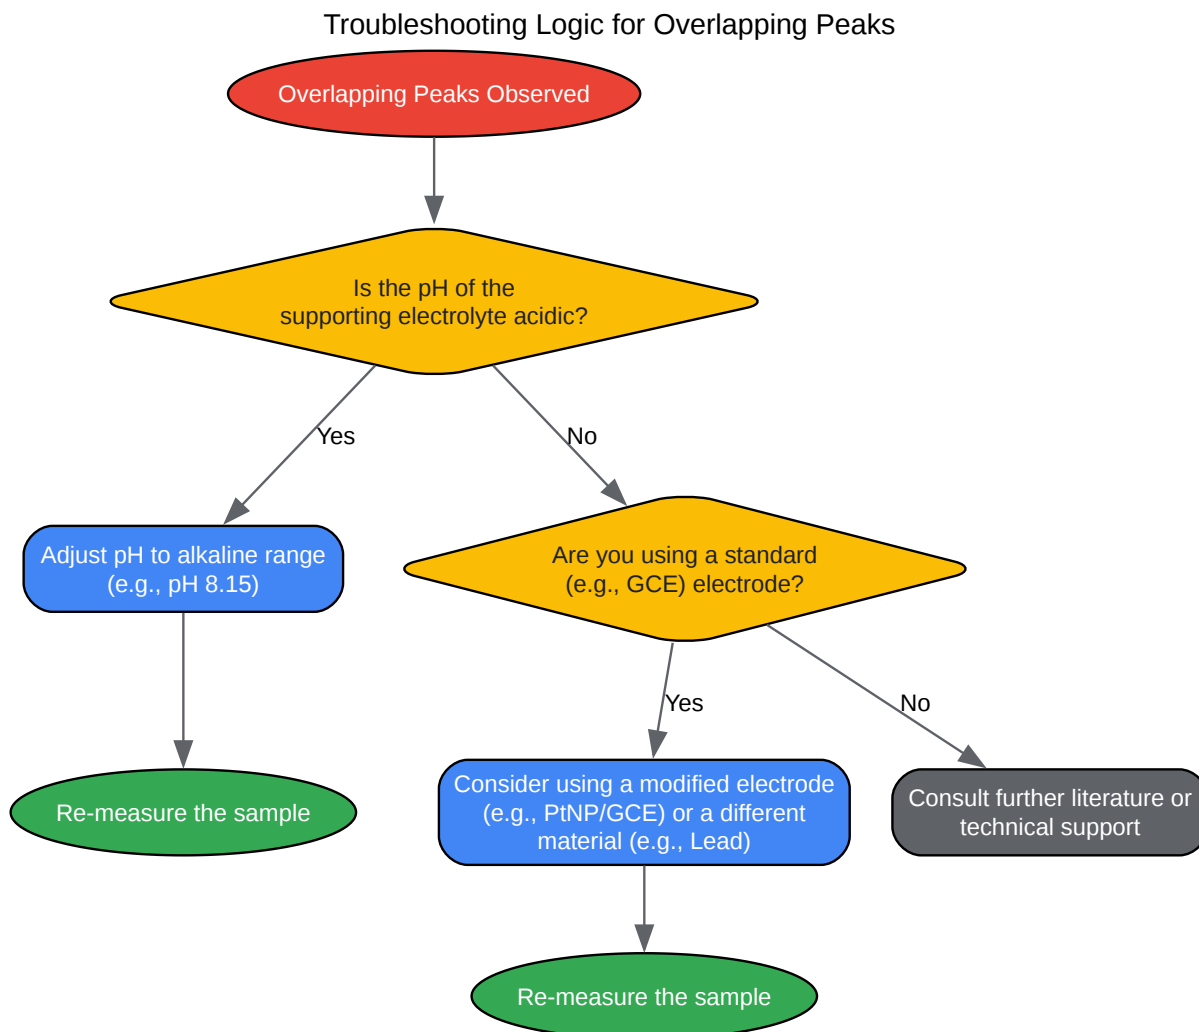 Troubleshooting Logic for Overlapping Peaks
Overlapping Peaks Observed
Is the pH of the
supporting electrolyte acidic?
Yes
No
Adjust pH to alkaline range
(e.g., pH 8.15)
Are you using a standard
(e.g., GCE) electrode?
Yes
No
Re-measure the sample
Consider using a modified electrode
(e.g., PtNP/GCE) or a different
material (e.g., Lead)
Consult further literature or
technical support
Re-measure the sample